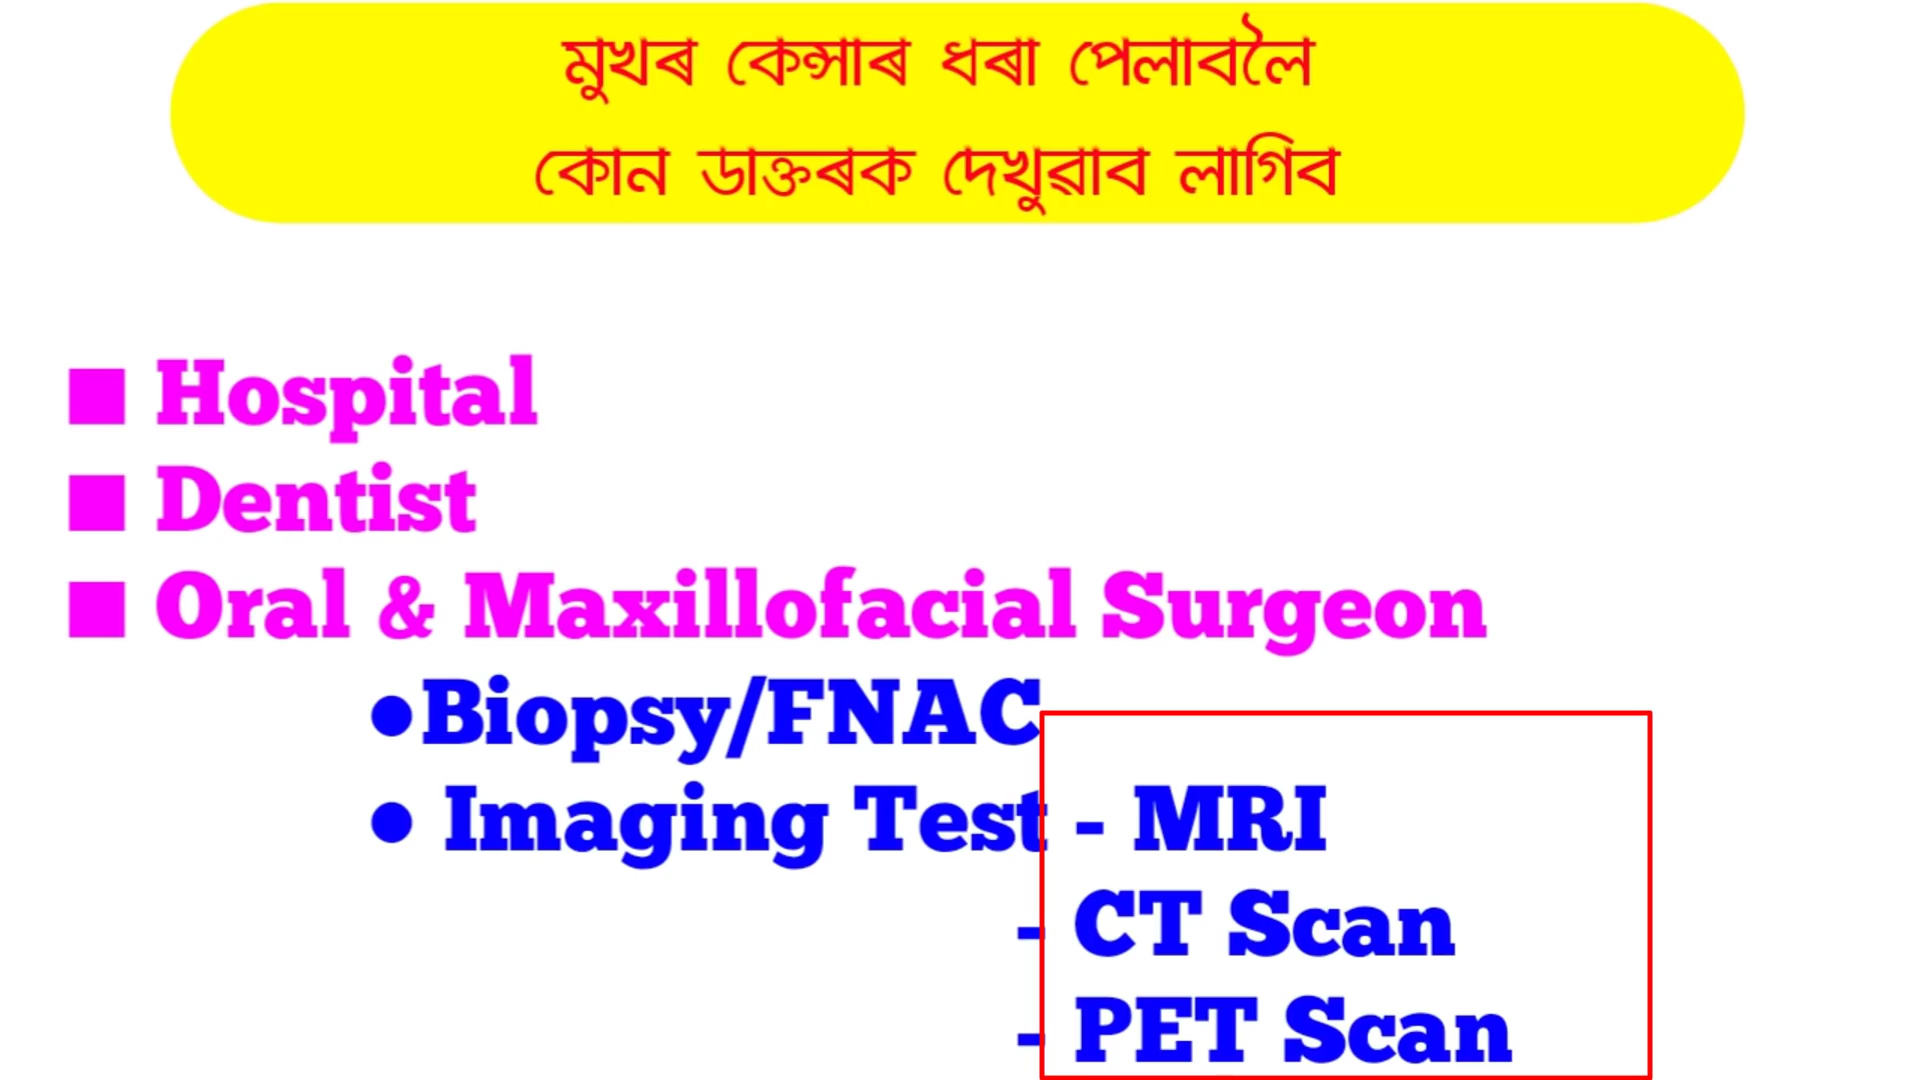 মুখৰ কেন্সাৰ ধৰা পেলাবলৈ
কোন ডাক্তৰক দেখুৱাব লাগিব
■ Hospital
■ Dentist
■ Oral & Maxillofacial Surgeon
●Biopsy/FNAC
● Imaging Test - MRI
- CT Scan
- PET Scan